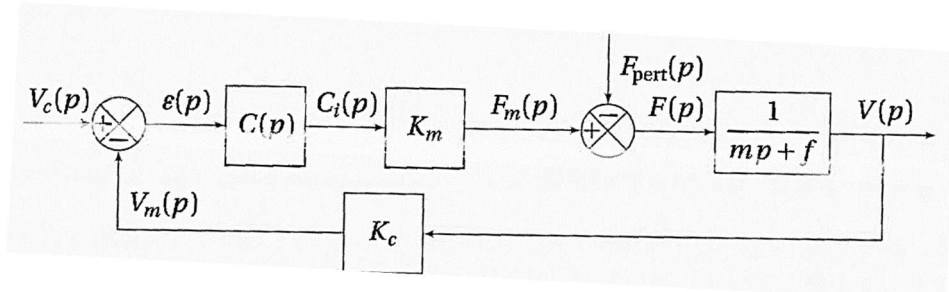 F_pert(p)
V_c(p) ε(p) C(p) C_i(p) K_m F_m(p) F(p) 1 V(p)
+ − + −
mp + f
V_m(p)
K_c